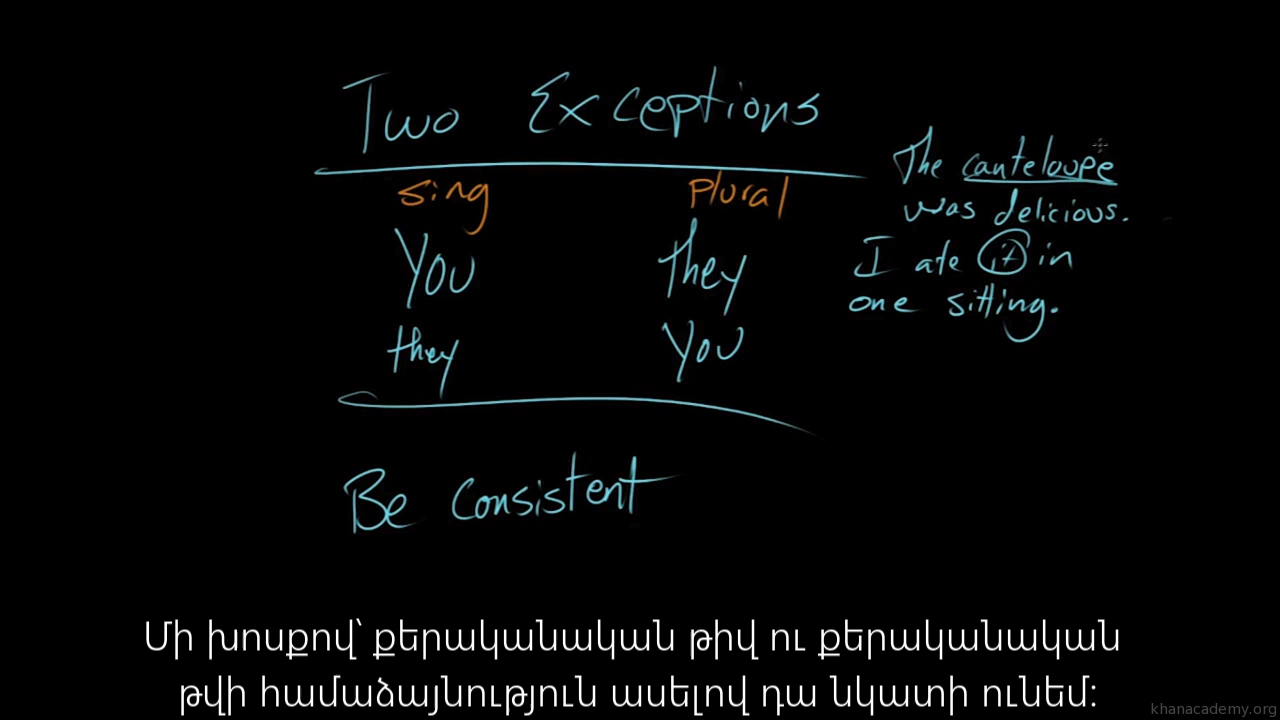 Two Exceptions
sing plural
You they
they you
Be consistent
The canteloupe
was delicious.
I ate it in
one sitting.
Մի խոսքով՝ քերականական թիվ ու քերականական
թվի համաձայնություն ասելով դա նկատի ունեմ:
khanacademy.org